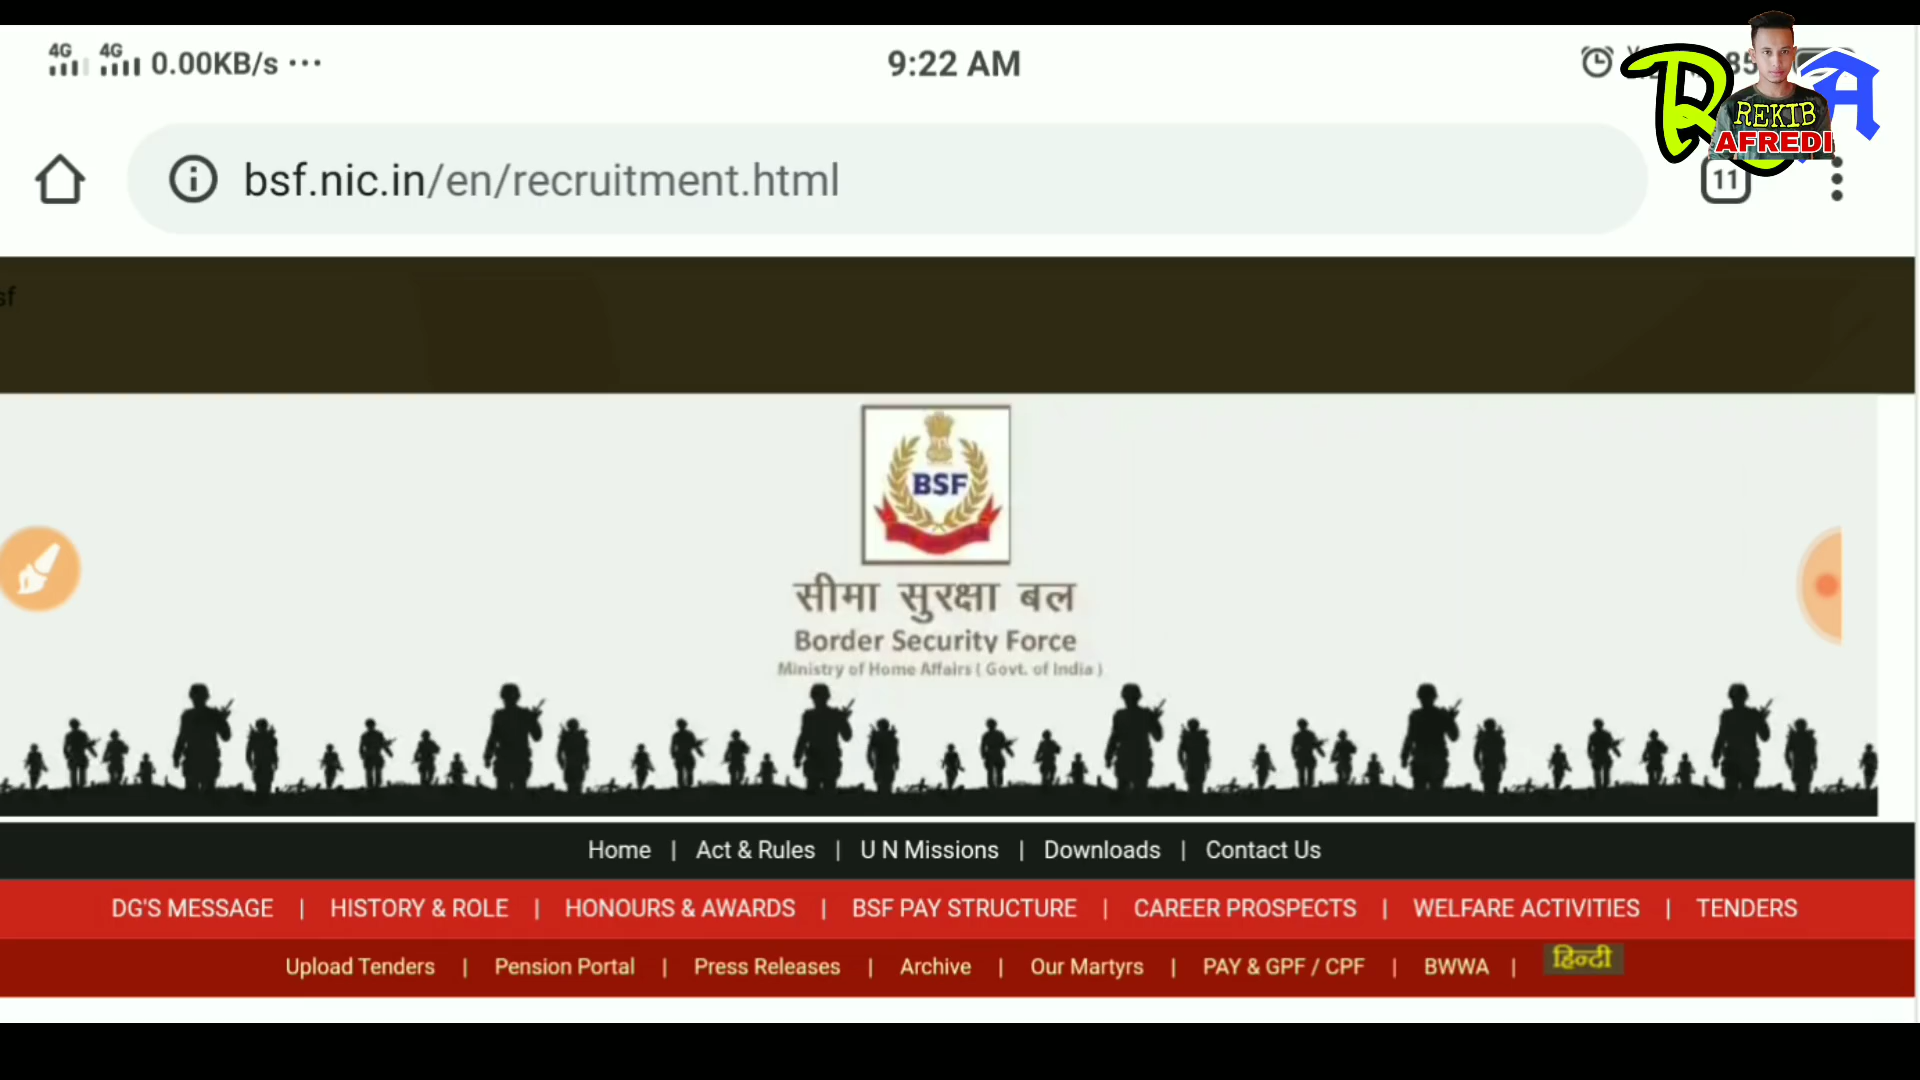 4G 4G 0.00KB/s ··· 9:22 AM 85
REKIB
AFREDI
bsf.nic.in/en/recruitment.html 11
sf
BSF
सीमा सुरक्षा बल
Border Security Force
Ministry of Home Affairs ( Govt. of India )
Home | Act & Rules | U N Missions | Downloads | Contact Us
DG'S MESSAGE | HISTORY & ROLE | HONOURS & AWARDS | BSF PAY STRUCTURE | CAREER PROSPECTS | WELFARE ACTIVITIES | TENDERS
Upload Tenders | Pension Portal | Press Releases | Archive | Our Martyrs | PAY & GPF / CPF | BWWA | हिन्दी